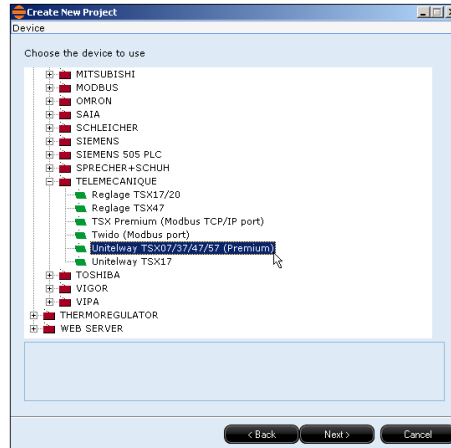 Create New Project
Device
Choose the device to use
MITSUBISHI
MODBUS
OMRON
SAIA
SCHLEICHER
SIEMENS
SIEMENS 505 PLC
SPRECHER+SCHUH
TELEMECANIQUE
Reglage TSX17/20
Reglage TSX47
TSX Premium (Modbus TCP/IP port)
Twido (Modbus port)
Unitelway TSX07/37/47/57 (Premium)
Unitelway TSX17
TOSHIBA
VIGOR
VIPA
THERMOREGULATOR
WEB SERVER
< Back
Next >
Cancel